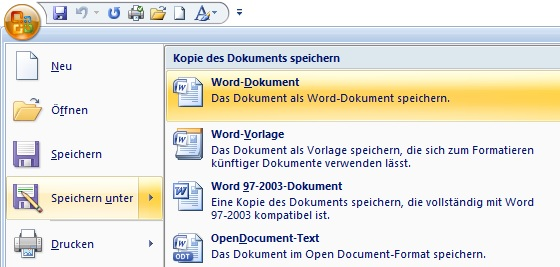 Kopie des Dokuments speichern
Neu
Öffnen
Speichern
Speichern unter
Drucken
Word-Dokument
Das Dokument als Word-Dokument speichern.
Word-Vorlage
Das Dokument als Vorlage speichern, die sich zum Formatieren
künftiger Dokumente verwenden lässt.
Word 97-2003-Dokument
Eine Kopie des Dokuments speichern, die vollständig mit Word
97-2003 kompatibel ist.
OpenDocument-Text
Das Dokument im Open Document-Format speichern.
ODT